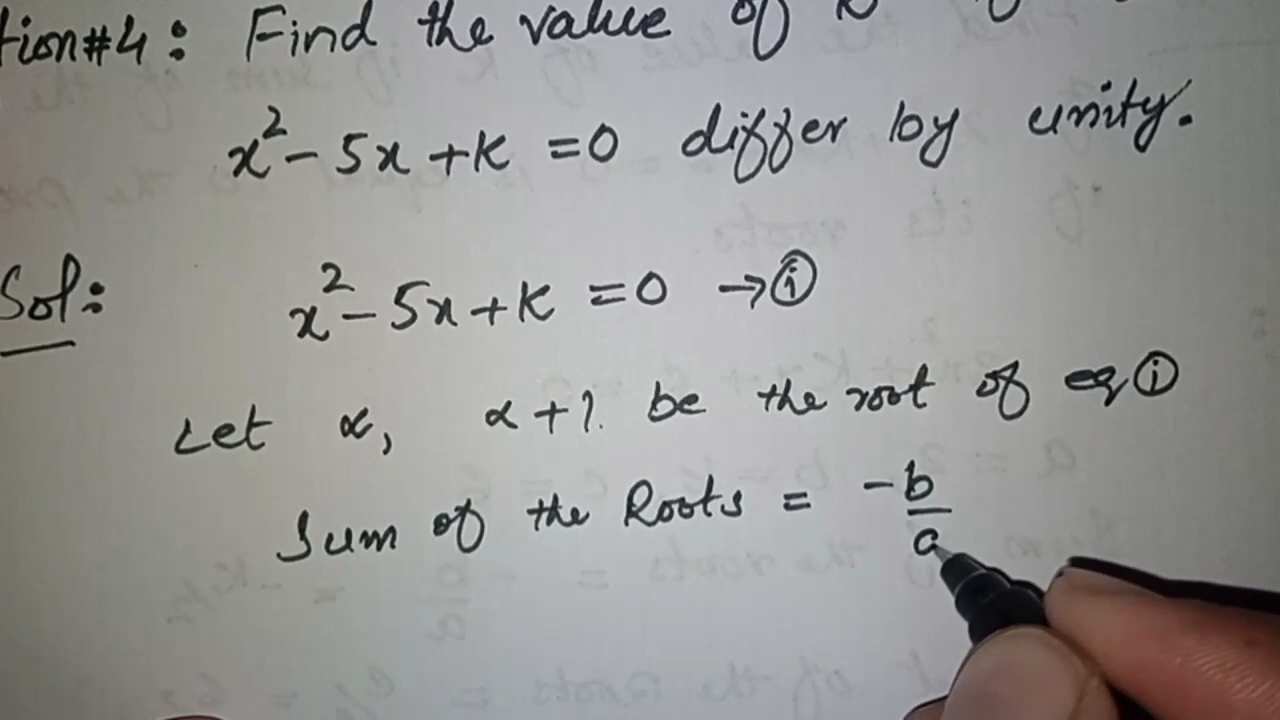 tion#4: Find the value of K
x² - 5x + K = 0 differ by unity.
Sol: x² - 5x + K = 0 → ⓘ
Let α, α + 1. be the root of eq ⓘ
Sum of the Roots = -b/a